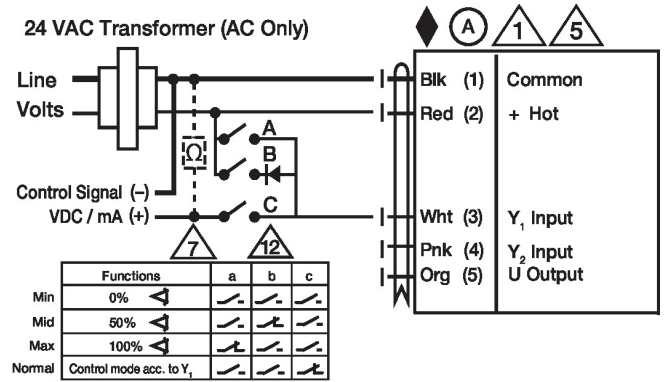 24 VAC Transformer (AC Only)
A 1 5
Line
Volts
Blk (1) Common
Red (2) + Hot
A
B
Ω
Control Signal (–)
VDC / mA (+)
C
Wht (3) Y₁ Input
Pnk (4) Y₂ Input
Org (5) U Output
7 12
Functions a b c
Min 0%
Mid 50%
Max 100%
Normal Control mode acc. to Y₁